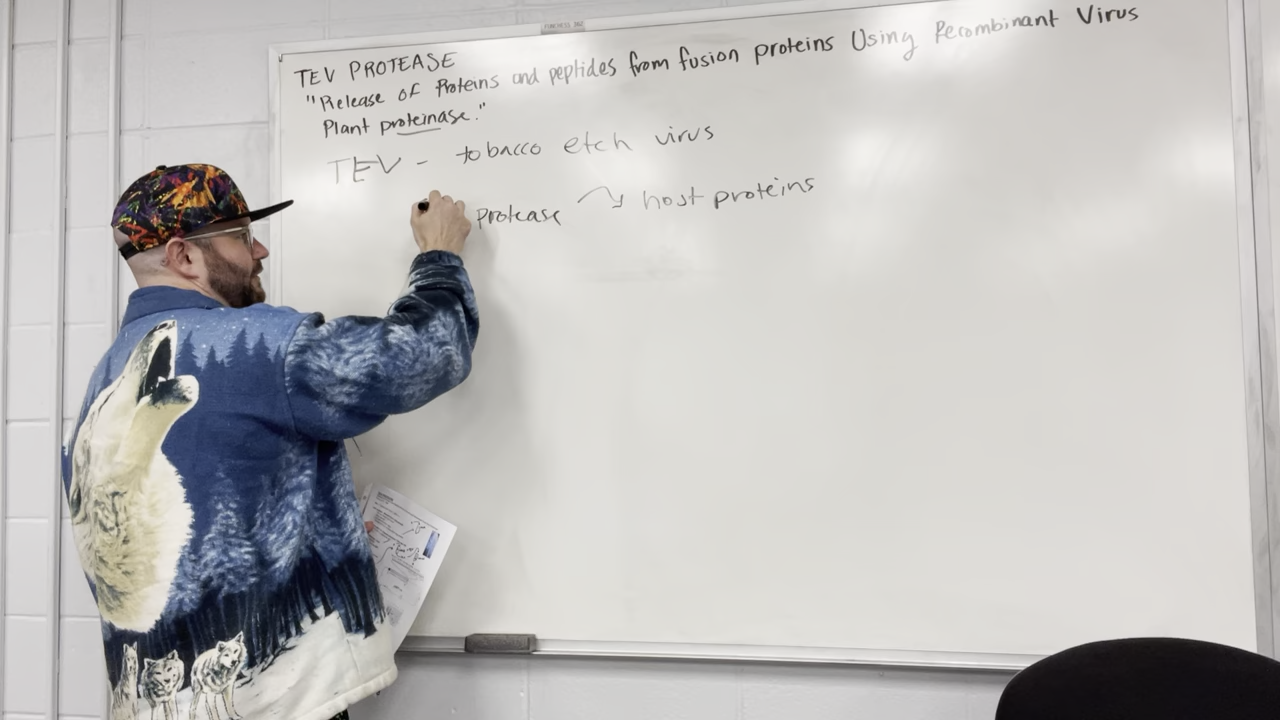 TEV PROTEASE
"Release of Proteins and peptides from fusion proteins Using Recombinant Virus
Plant proteinase."
TEV - tobacco etch virus
protease ⤵ host proteins